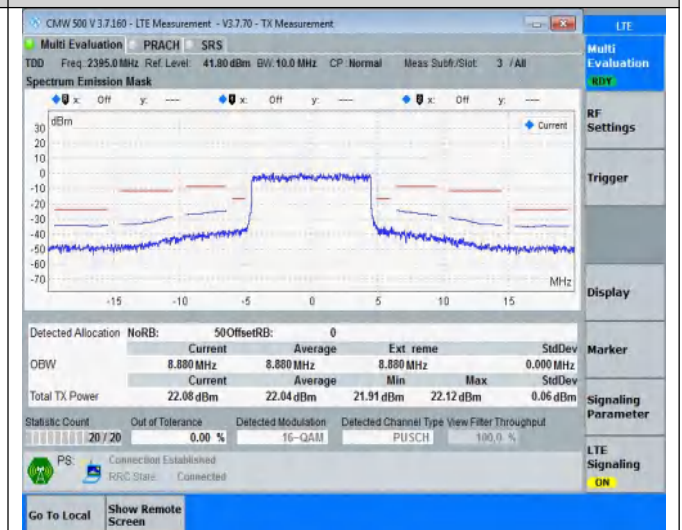 CMW 500 V 3.7.160 - LTE Measurement - V3.7.70 - TX Measurement
LTE
Multi Evaluation PRACH SRS
TDD Freq.:2395.0 MHz Ref. Level: 41.80 dBm BW: 10.0 MHz CP :Normal Meas Subfr./Slot: 3 / All
Spectrum Emission Mask
x: Off y: --- x: Off y: --- x: Off y: ---
dBm
Current
30
20
10
0
-10
-20
-30
-40
-50
-60
-70
MHz
-15 -10 -5 0 5 10 15
Detected Allocation NoRB: 50 OffsetRB: 0
Current Average Ext reme StdDev
OBW 8.880 MHz 8.880 MHz 8.880 MHz 0.000 MHz
Current Average Min Max StdDev
Total TX Power 22.08 dBm 22.04 dBm 21.91 dBm 22.12 dBm 0.06 dBm
Statistic Count Out of Tolerance Detected Modulation Detected Channel Type View Filter Throughput
20 / 20 0.00 % 16-QAM PUSCH 100,0 %
PS: Connection Established
RRC State Connected
Multi
Evaluation
RDY
RF
Settings
Trigger
Display
Marker
Signaling
Parameter
LTE
Signaling
ON
Go To Local
Show Remote
Screen